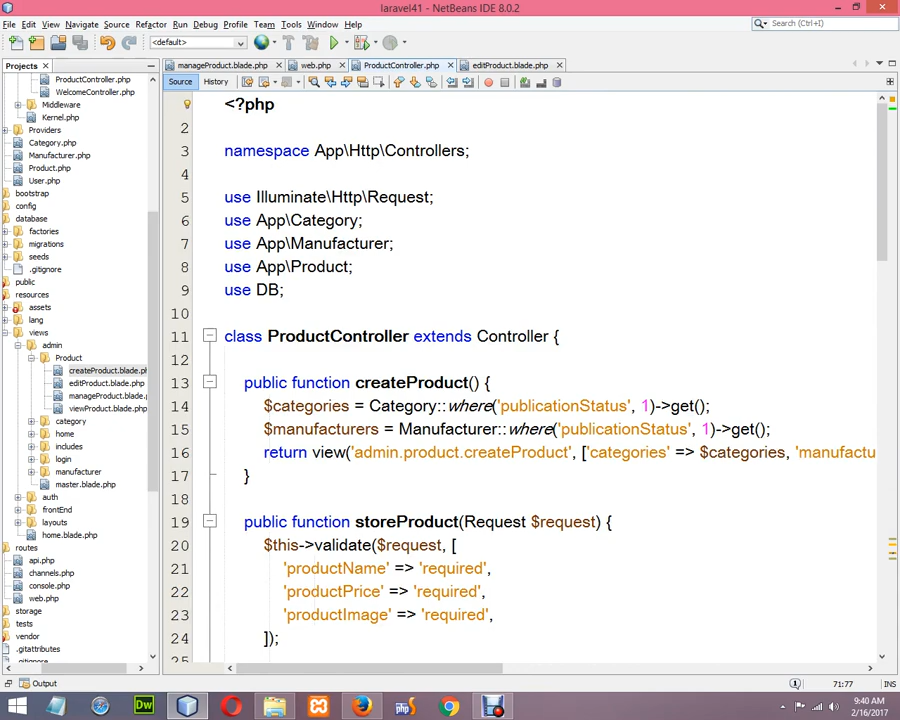 laravel41 - NetBeans IDE 8.0.2
File Edit View Navigate Source Refactor Run Debug Profile Team Tools Window Help
Search (Ctrl+I)
<default>
Projects
manageProduct.blade.php
web.php
ProductController.php
editProduct.blade.php
Source History
ProductController.php
WelcomeController.php
Middleware
Kernel.php
Providers
Category.php
Manufacturer.php
Product.php
User.php
bootstrap
config
database
factories
migrations
seeds
.gitignore
public
resources
assets
lang
views
admin
Product
createProduct.blade.ph
editProduct.blade.php
manageProduct.blade.
viewProduct.blade.php
category
home
includes
login
manufacturer
master.blade.php
auth
frontEnd
layouts
home.blade.php
routes
api.php
channels.php
console.php
web.php
storage
tests
vendor
.gitattributes
.gitignore
<?php
2
3 namespace App\Http\Controllers;
4
5 use Illuminate\Http\Request;
6 use App\Category;
7 use App\Manufacturer;
8 use App\Product;
9 use DB;
10
11 class ProductController extends Controller {
12
13 public function createProduct() {
14 $categories = Category::where('publicationStatus', 1)->get();
15 $manufacturers = Manufacturer::where('publicationStatus', 1)->get();
16 return view('admin.product.createProduct', ['categories' => $categories, 'manufactu
17 }
18
19 public function storeProduct(Request $request) {
20 $this->validate($request, [
21 'productName' => 'required',
22 'productPrice' => 'required',
23 'productImage' => 'required',
24 ]);
25
Output
71:77 INS
9:40 AM
2/16/2017